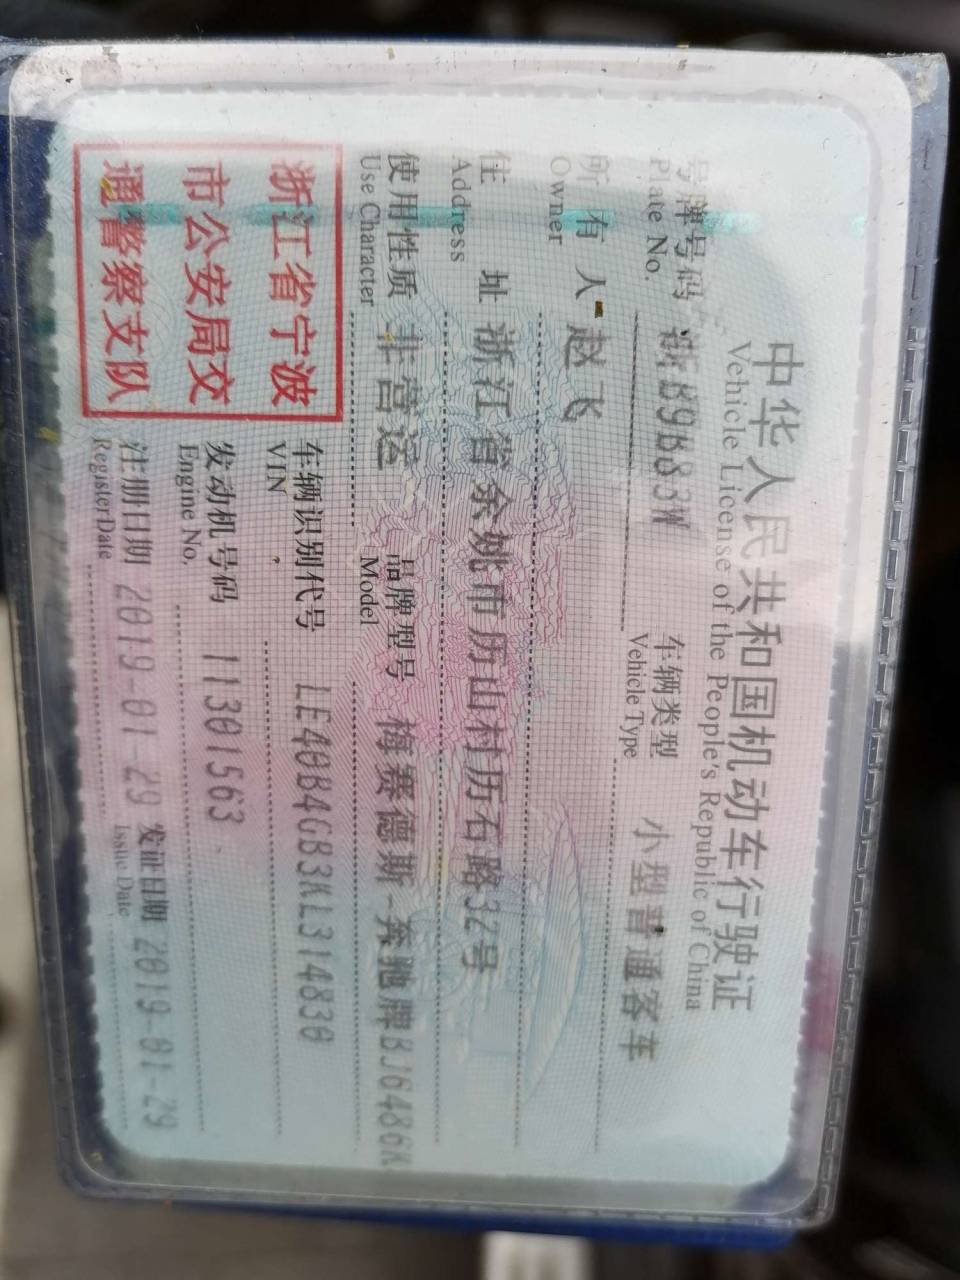 中华人民共和国机动车行驶证
Vehicle License of the People's Republic of China
号牌号码 浙B9B83W 车辆类型 小型普通客车
Plate No. Vehicle Type
所有人 赵飞
Owner
住址 浙江省余姚市历山村历石路32号
Address
使用性质 非营运 品牌型号 梅赛德斯-奔驰牌BJ6486K
Use Character Model
浙江省宁波
市公安局交
通警察支队
车辆识别代号 LE40B4GB3KL314830
VIN
发动机号码 11301563
Engine No.
注册日期 2019-01-29 发证日期 2019-01-29
Register Date Issue Date